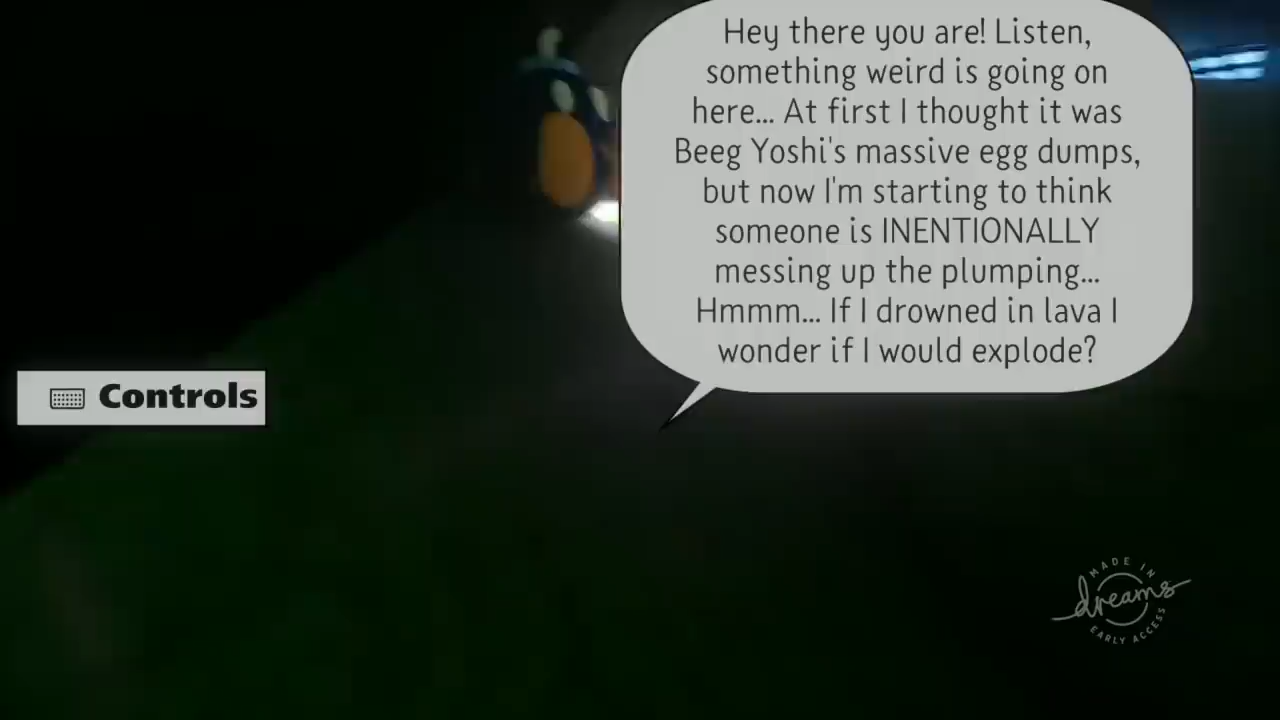 Hey there you are! Listen,
something weird is going on
here... At first I thought it was
Beeg Yoshi's massive egg dumps,
but now I'm starting to think
someone is INENTIONALLY
messing up the plumping...
Hmmm... If I drowned in lava I
wonder if I would explode?
Controls
MADE IN
dreams
EARLY ACCESS